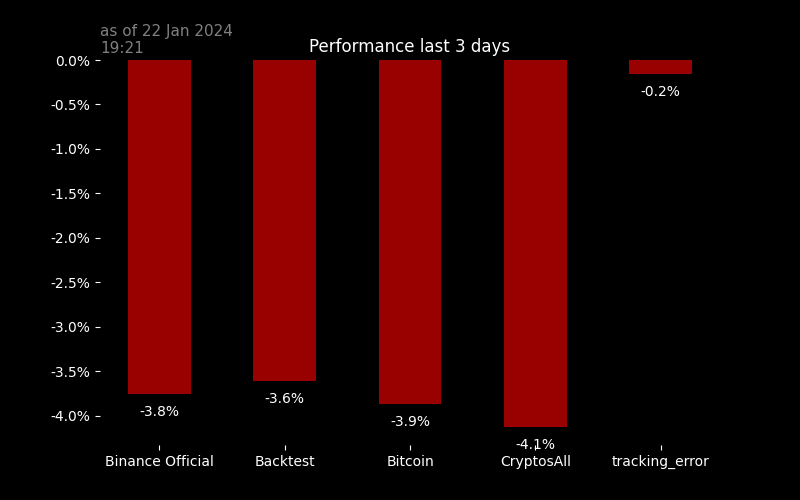 as of 22 Jan 2024
19:21
Performance last 3 days
0.0%
-0.5%
-1.0%
-1.5%
-2.0%
-2.5%
-3.0%
-3.5%
-4.0%
-3.8%
-3.6%
-3.9%
-4.1%
-0.2%
Binance Official
Backtest
Bitcoin
CryptosAll
tracking_error